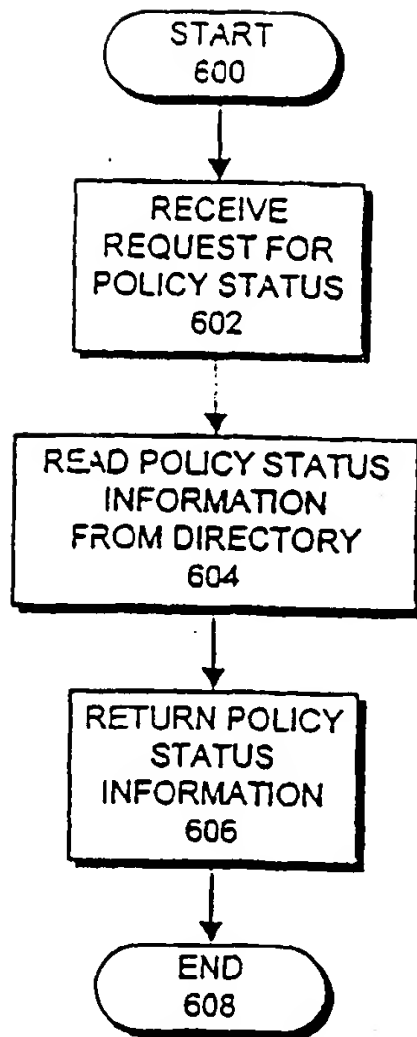 START
600
RECEIVE
REQUEST FOR
POLICY STATUS
602
READ POLICY STATUS
INFORMATION
FROM DIRECTORY
604
RETURN POLICY
STATUS
INFORMATION
606
END
608